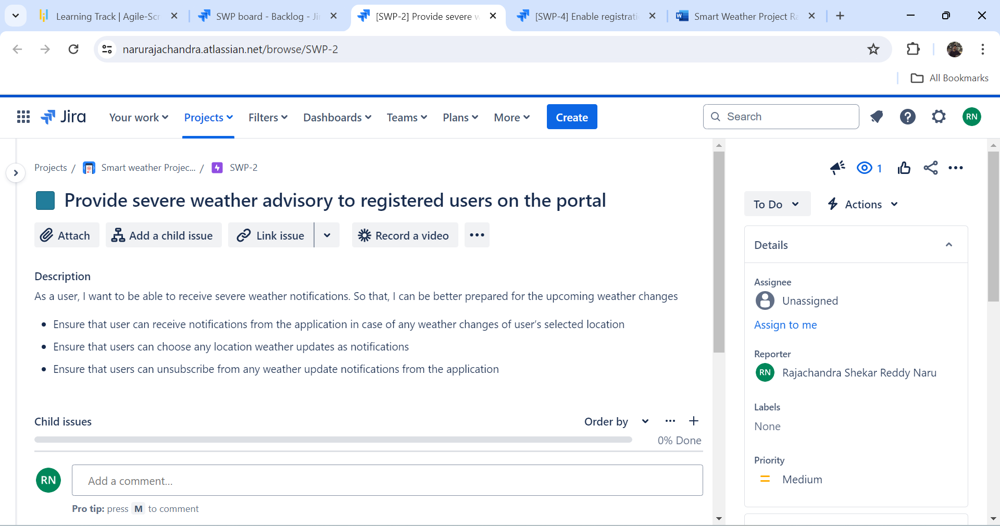 Learning Track | Agile-Scr
SWP board - Backlog - Ji
[SWP-2] Provide severe w
[SWP-4] Enable registrati
Smart Weather Project Ra
narurajachandra.atlassian.net/browse/SWP-2
All Bookmarks
Jira
Your work
Projects
Filters
Dashboards
Teams
Plans
More
Create
Search
RN
Projects / Smart weather Projec... / SWP-2
1
Provide severe weather advisory to registered users on the portal
To Do
Actions
Attach
Add a child issue
Link issue
Record a video
Details
Description
As a user, I want to be able to receive severe weather notifications. So that, I can be better prepared for the upcoming weather changes
• Ensure that user can receive notifications from the application in case of any weather changes of user’s selected location
• Ensure that users can choose any location weather updates as notifications
• Ensure that users can unsubscribe from any weather update notifications from the application
Assignee
Unassigned
Assign to me
Reporter
RN Rajachandra Shekar Reddy Naru
Labels
None
Priority
Medium
Child issues
Order by
0% Done
RN
Add a comment...
Pro tip: press M to comment